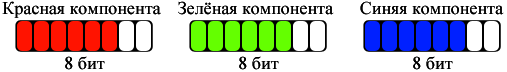 Красная компонента Зелёная компонента Синяя компонента
8 бит 8 бит 8 бит